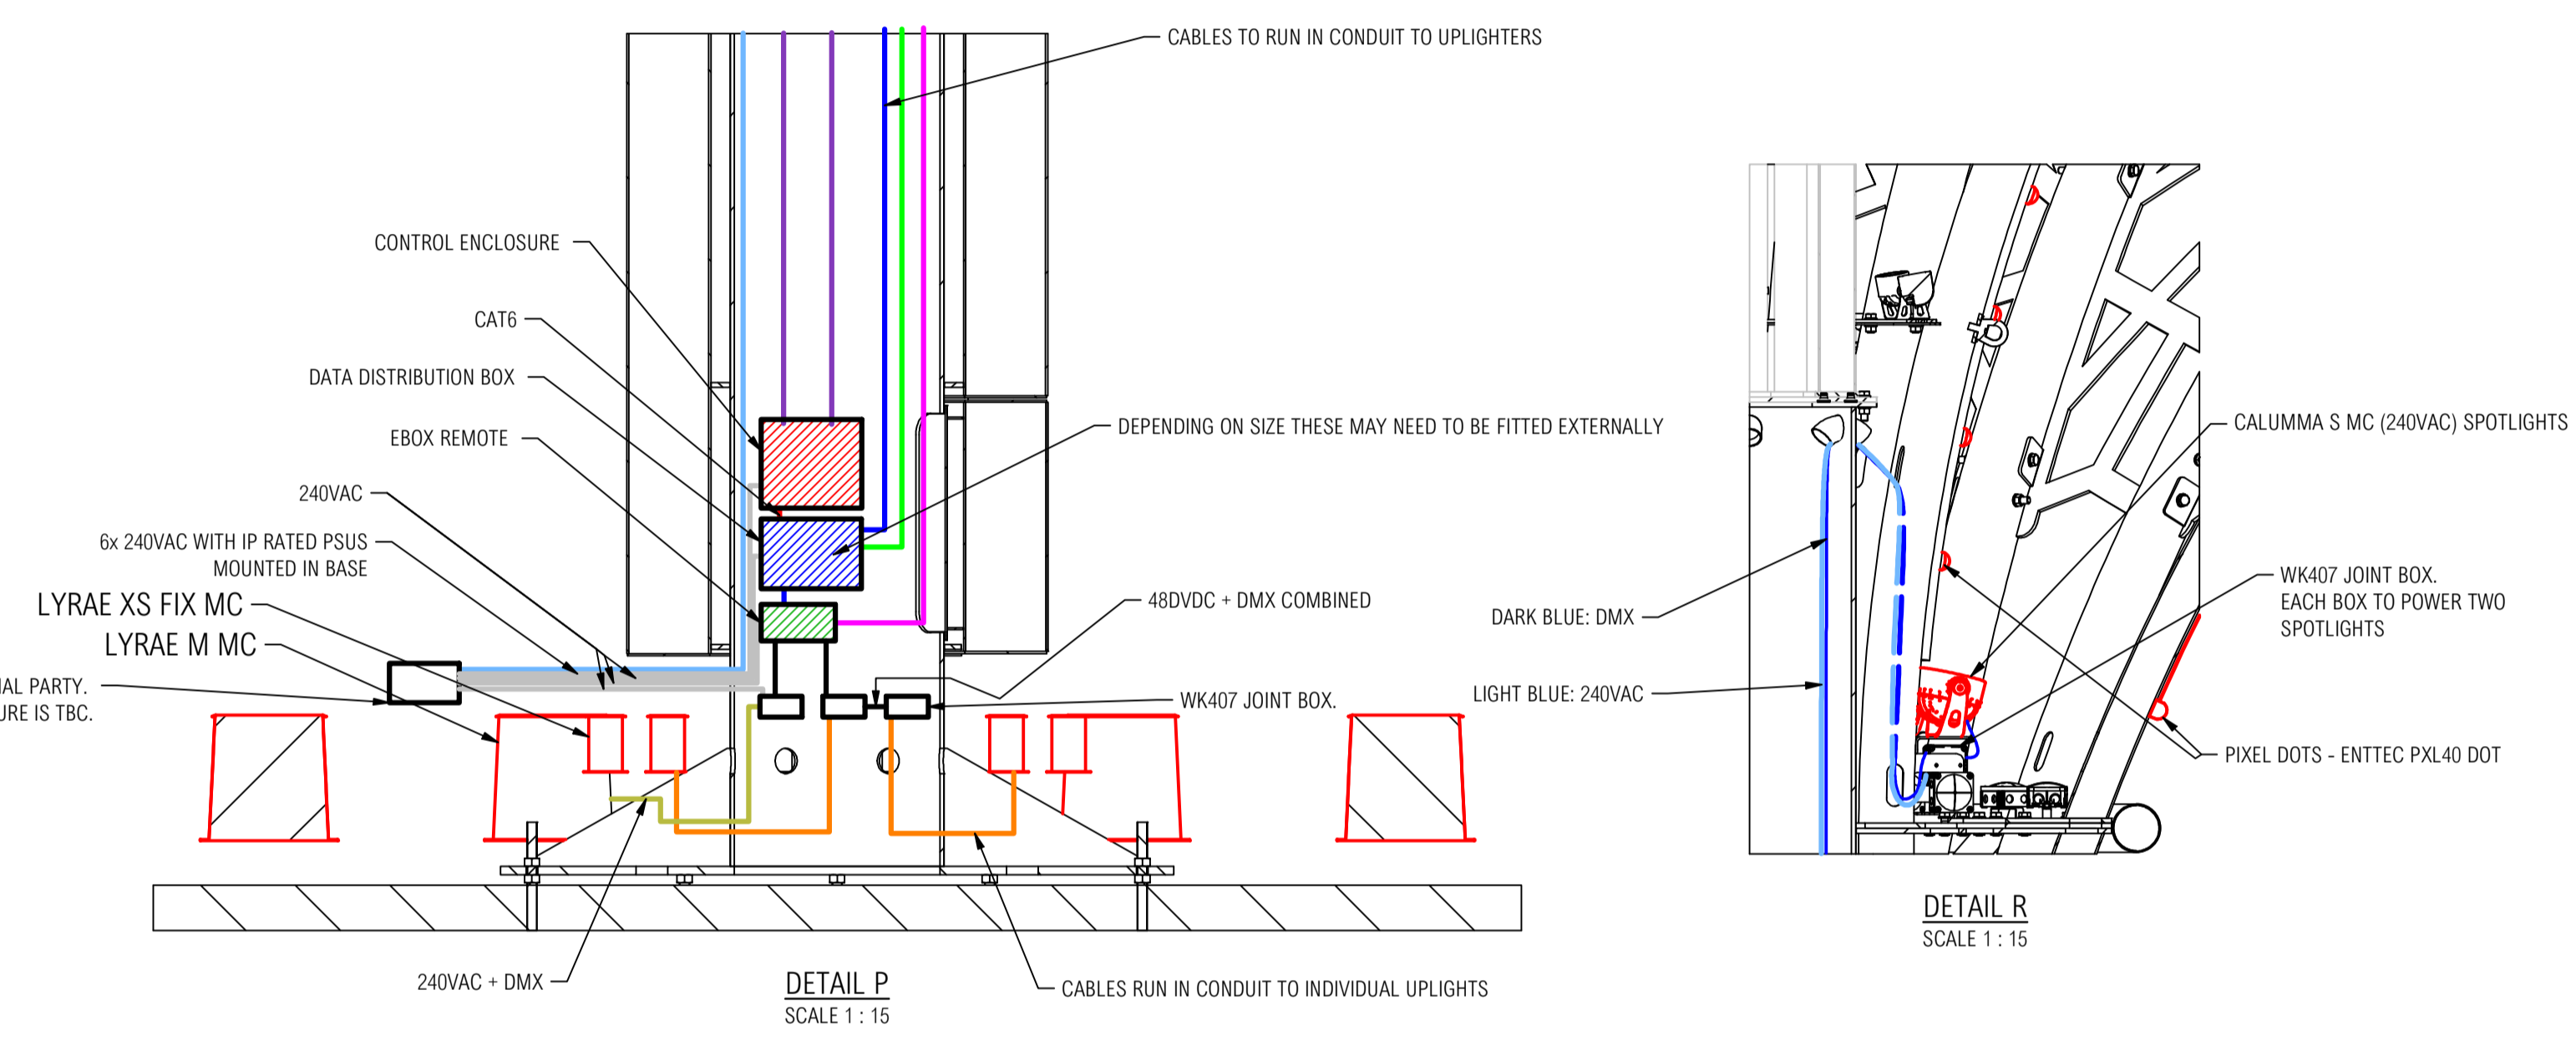 CABLES TO RUN IN CONDUIT TO UPLIGHTERS
CONTROL ENCLOSURE
CAT6
DATA DISTRIBUTION BOX
EBOX REMOTE
DEPENDING ON SIZE THESE MAY NEED TO BE FITTED EXTERNALLY
240VAC
6x 240VAC WITH IP RATED PSUS
MOUNTED IN BASE
LYRAE XS FIX MC
LYRAE M MC
PARTY.
IS TBC.
48DVDC + DMX COMBINED
WK407 JOINT BOX.
240VAC + DMX
CABLES RUN IN CONDUIT TO INDIVIDUAL UPLIGHTS
DETAIL P
SCALE 1 : 15
CALUMMA S MC (240VAC) SPOTLIGHTS
WK407 JOINT BOX.
EACH BOX TO POWER TWO
SPOTLIGHTS
DARK BLUE: DMX
LIGHT BLUE: 240VAC
PIXEL DOTS - ENTTEC PXL40 DOT
DETAIL R
SCALE 1 : 15